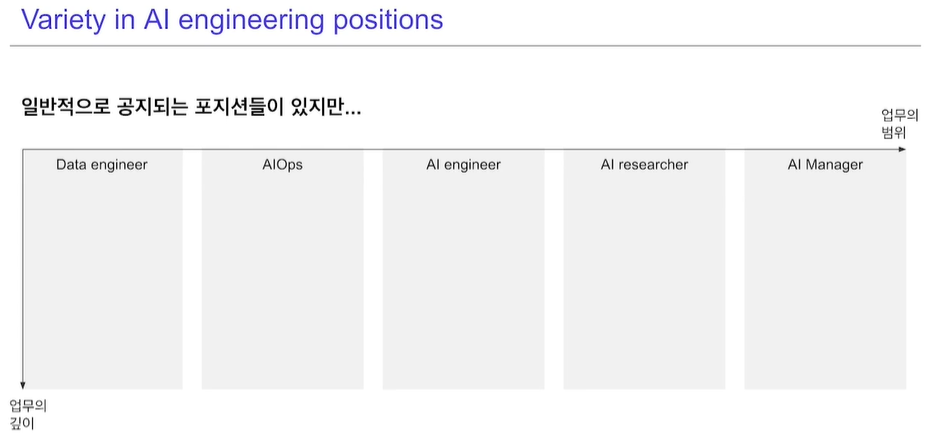 Variety in AI engineering positions
일반적으로 공지되는 포지션들이 있지만...
업무의
범위
Data engineer
AIOps
AI engineer
AI researcher
AI Manager
업무의
깊이